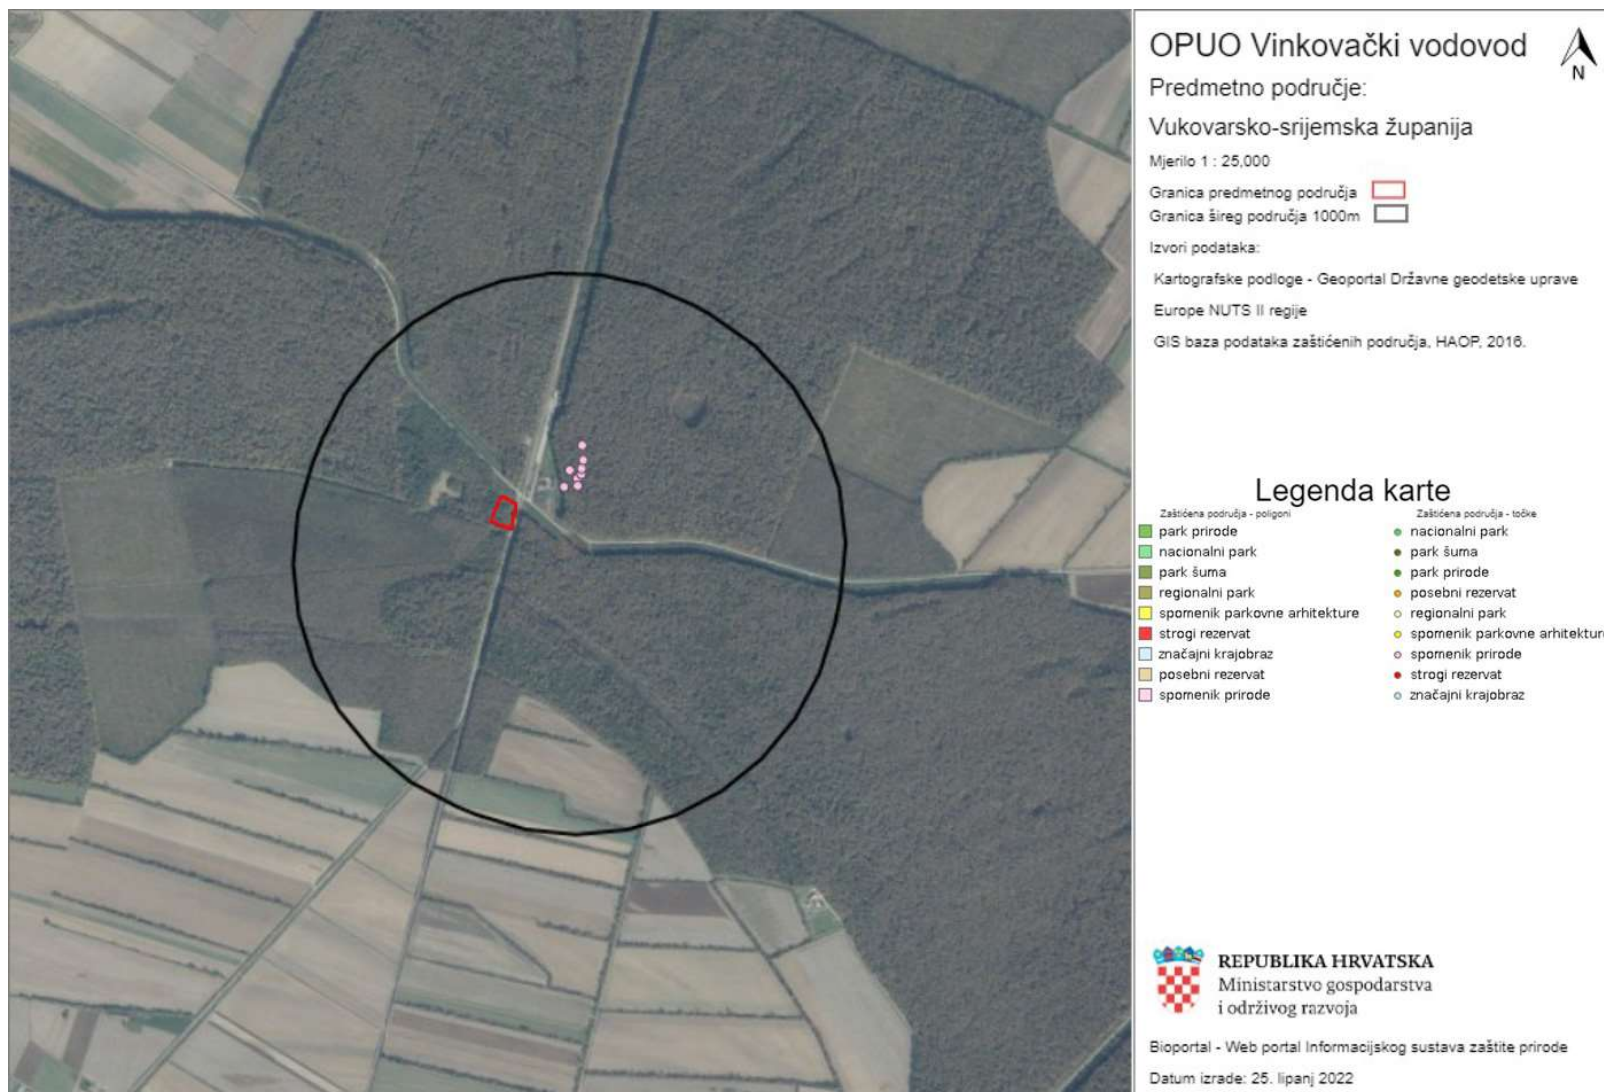 OPUO Vinkovački vodovod
N
Predmetno područje:
Vukovarsko-srijemska županija
Mjerilo 1 : 25,000
Granica predmetnog područja
Granica šireg područja 1000m
Izvori podataka:
Kartografske podloge - Geoportal Državne geodetske uprave
Europe NUTS II regije
GIS baza podataka zaštićenih područja, HAOP, 2016.
Legenda karte
Zaštićena područja - poligoni
park prirode
nacionalni park
park šuma
regionalni park
spomenik parkovne arhitekture
strogi rezervat
značajni krajobraz
posebni rezervat
spomenik prirode
Zaštićena područja - točke
nacionalni park
park šuma
park prirode
posebni rezervat
regionalni park
spomenik parkovne arhitekture
spomenik prirode
strogi rezervat
značajni krajobraz
REPUBLIKA HRVATSKA
Ministarstvo gospodarstva
i održivog razvoja
Bioportal - Web portal Informacijskog sustava zaštite prirode
Datum izrade: 25. lipanj 2022